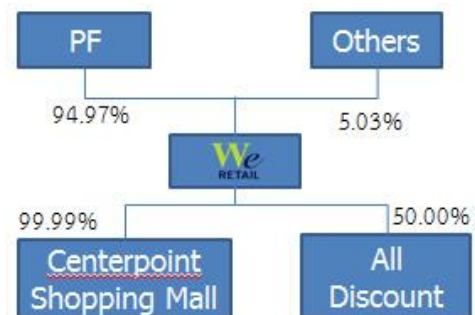 PF
Others
94.97%
5.03%
We
RETAIL
99.99%
50.00%
Centerpoint
Shopping Mall
All
Discount